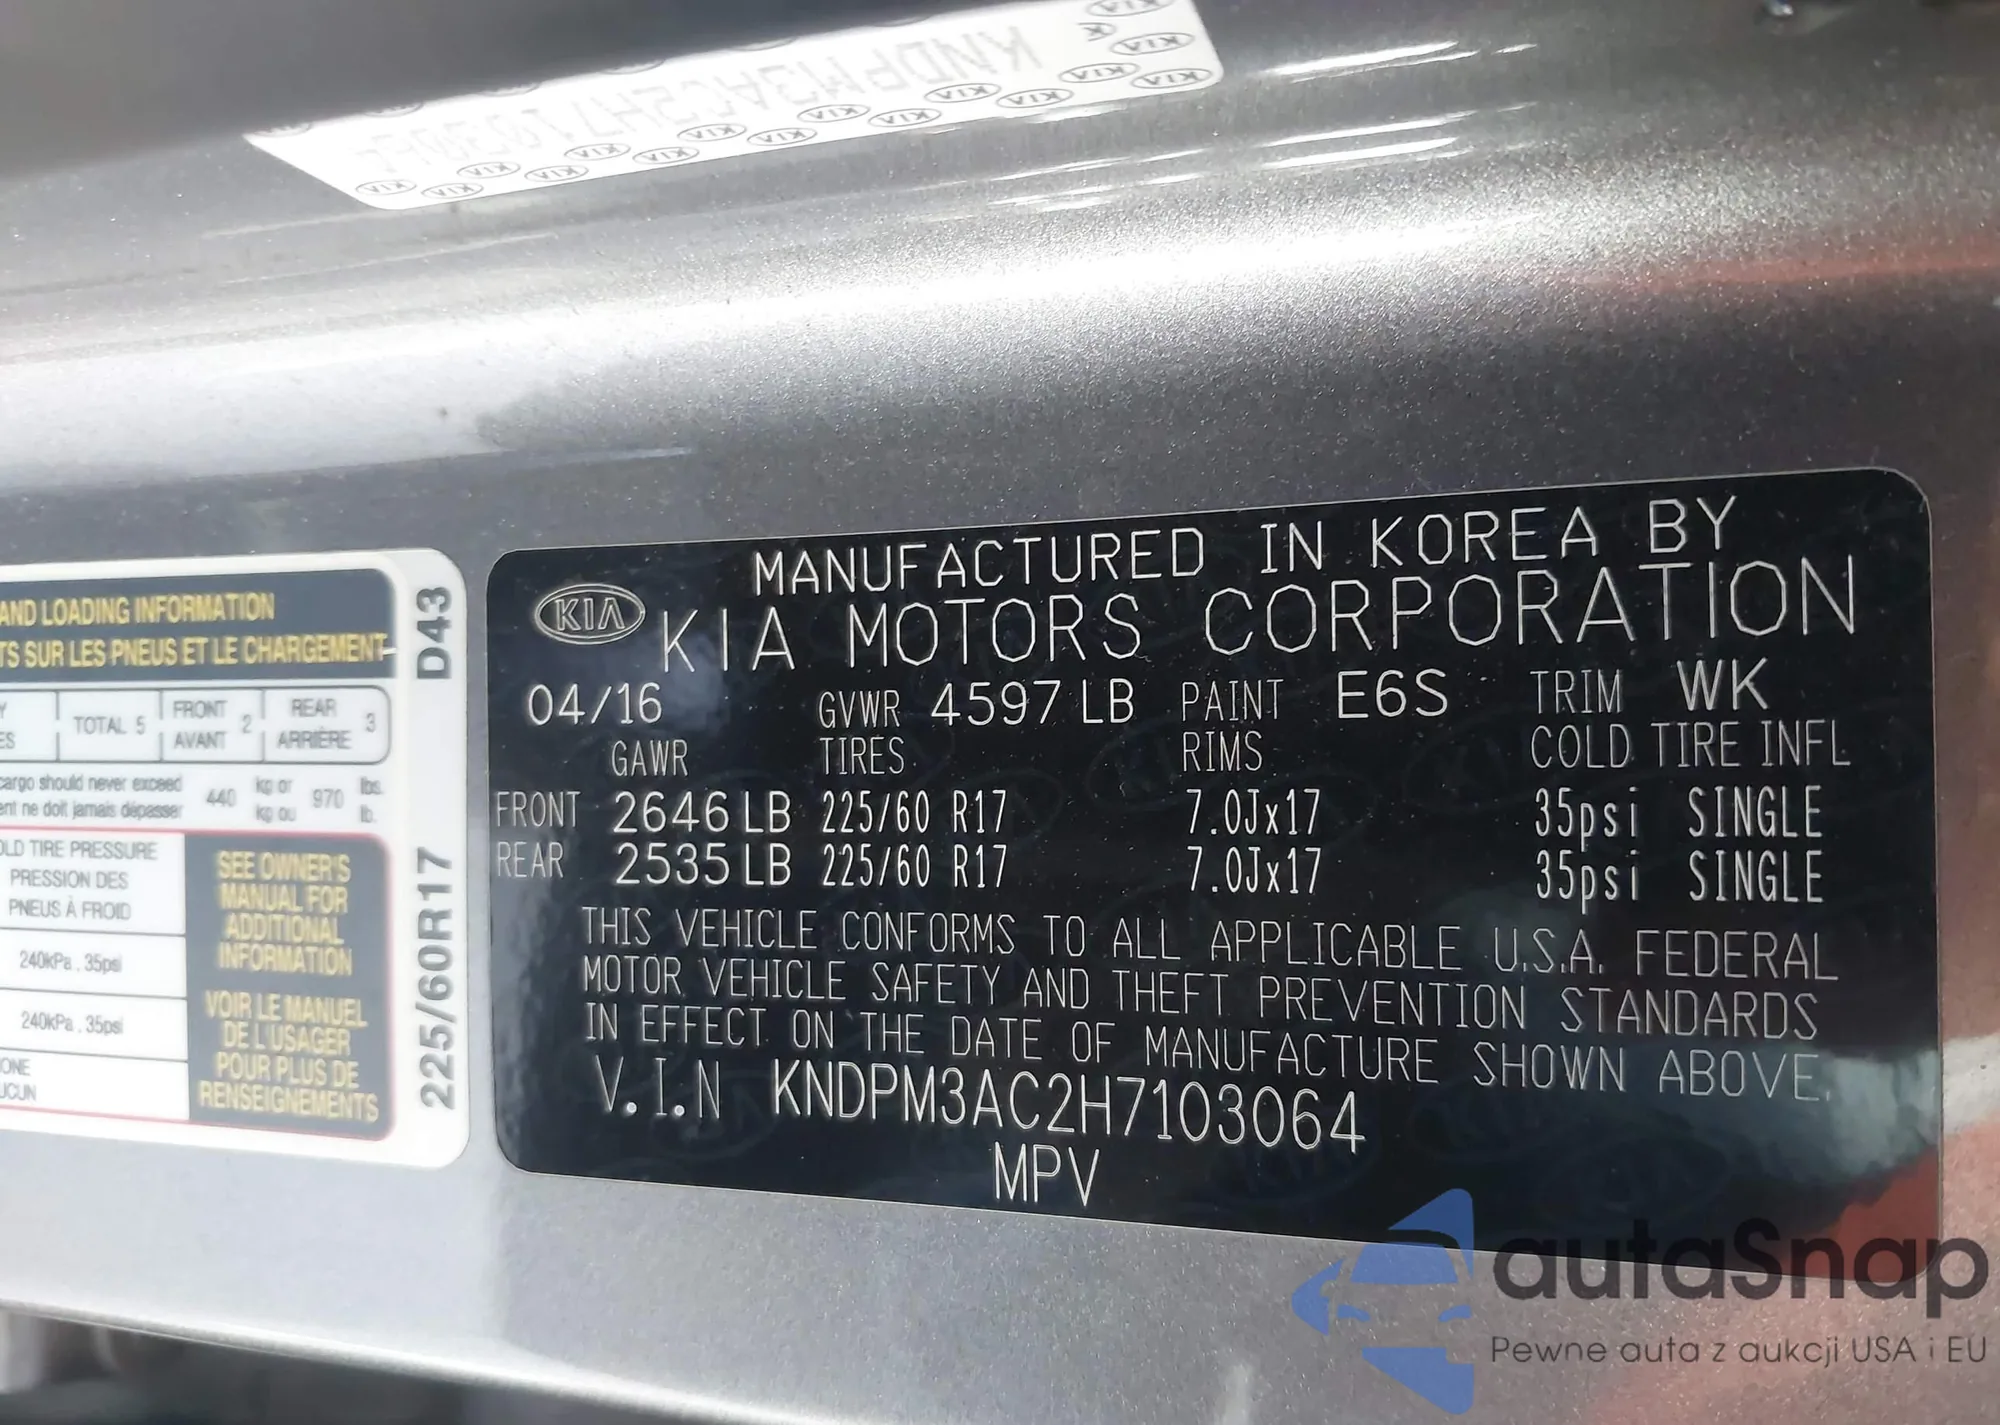 KNDPM3AC2H7103064
KIA
AND LOADING INFORMATION
TS SUR LES PNEUS ET LE CHARGEMENT
TOTAL 5
FRONT
AVANT
2
REAR
ARRIÈRE
3
cargo should never exceed
ent ne doit jamais dépasser
440
kg or
kg ou
970
lbs.
lb.
OLD TIRE PRESSURE
PRESSION DES
PNEUS À FROID
240kPa, 35psi
240kPa, 35psi
SEE OWNER'S
MANUAL FOR
ADDITIONAL
INFORMATION
VOIR LE MANUEL
DE L'USAGER
POUR PLUS DE
RENSEIGNEMENTS
D43
225/60R17
MANUFACTURED IN KOREA BY
KIA KIA MOTORS CORPORATION
04/16 GVWR 4597 LB PAINT E6S TRIM WK
GAWR TIRES RIMS COLD TIRE INFL
FRONT 2646 LB 225/60 R17 7.0Jx17 35psi SINGLE
REAR 2535 LB 225/60 R17 7.0Jx17 35psi SINGLE
THIS VEHICLE CONFORMS TO ALL APPLICABLE U.S.A. FEDERAL
MOTOR VEHICLE SAFETY AND THEFT PREVENTION STANDARDS
IN EFFECT ON THE DATE OF MANUFACTURE SHOWN ABOVE.
V.I.N KNDPM3AC2H7103064
MPV
autaSnap
Pewne auta z aukcji USA i EU